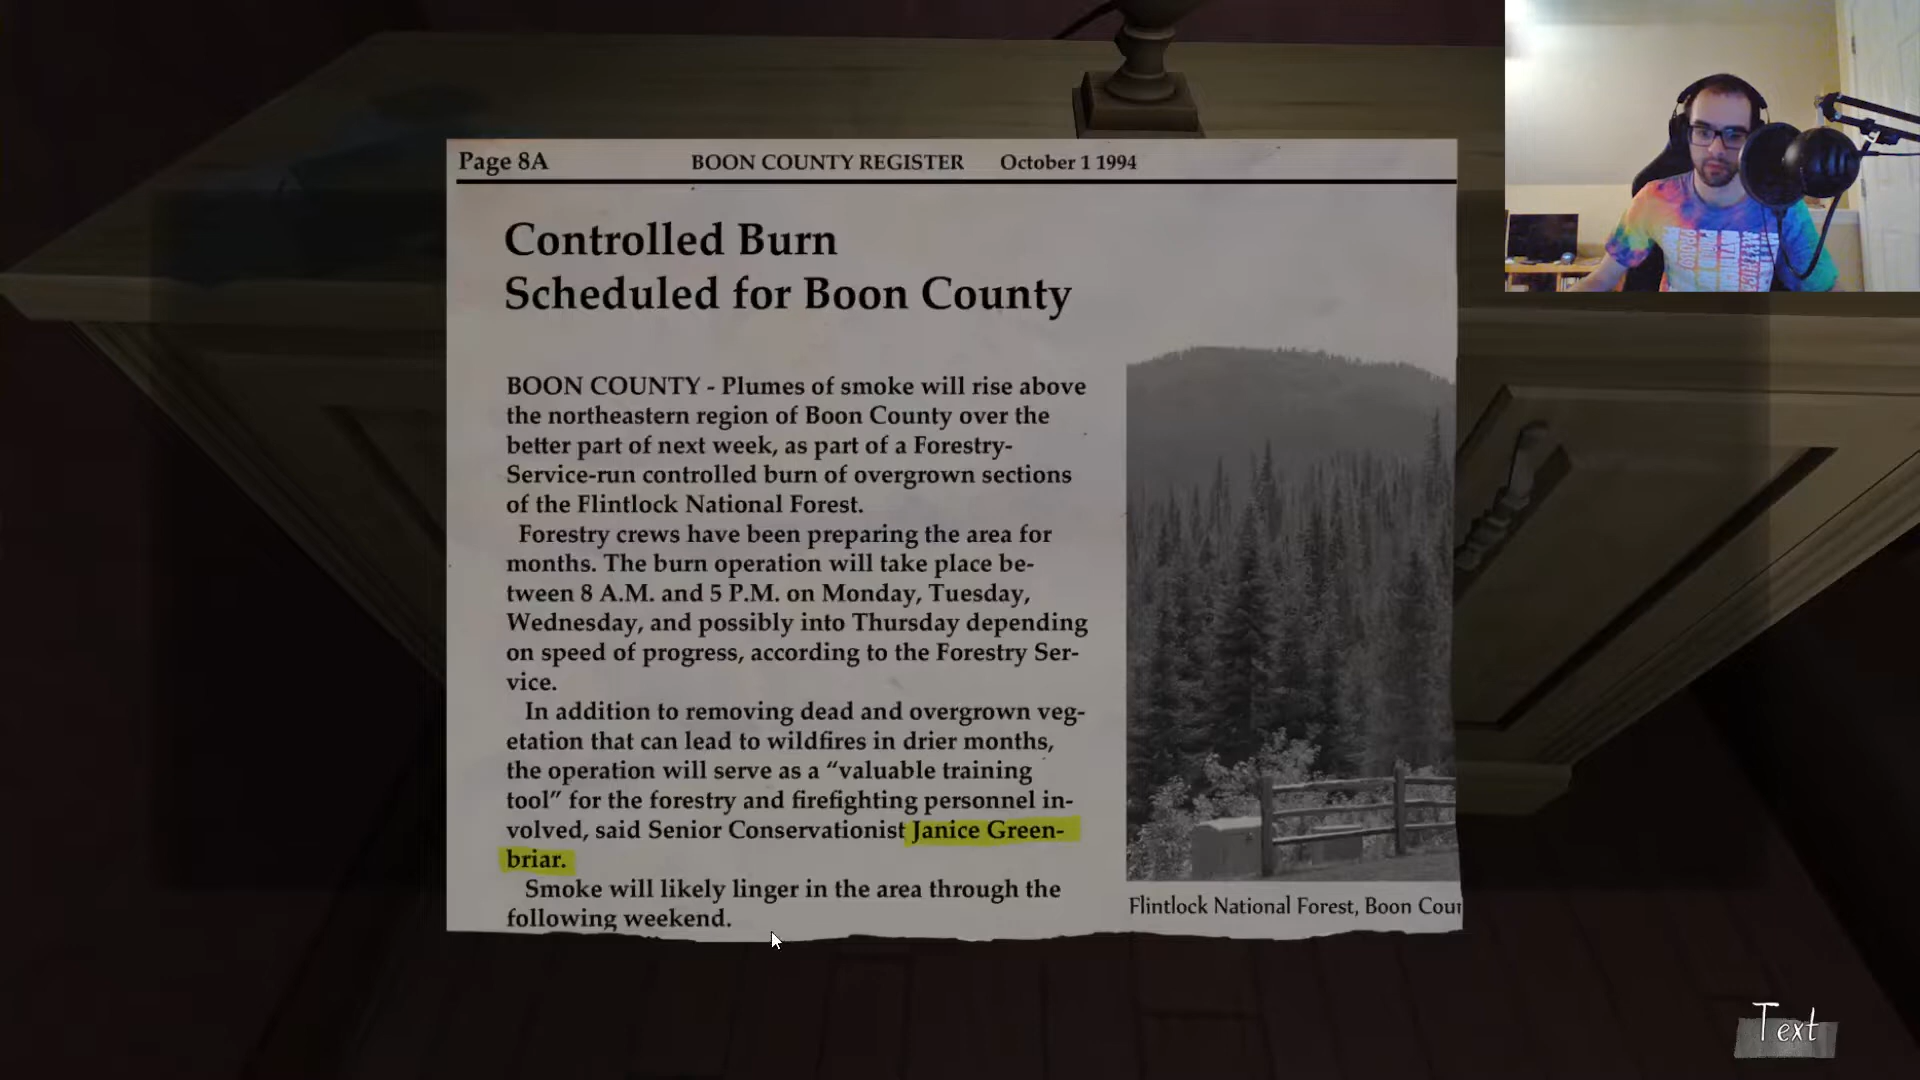 Page 8A BOON COUNTY REGISTER October 1 1994
Controlled Burn
Scheduled for Boon County
BOON COUNTY - Plumes of smoke will rise above
the northeastern region of Boon County over the
better part of next week, as part of a Forestry-
Service-run controlled burn of overgrown sections
of the Flintlock National Forest.
Forestry crews have been preparing the area for
months. The burn operation will take place be-
tween 8 A.M. and 5 P.M. on Monday, Tuesday,
Wednesday, and possibly into Thursday depending
on speed of progress, according to the Forestry Ser-
vice.
In addition to removing dead and overgrown veg-
etation that can lead to wildfires in drier months,
the operation will serve as a “valuable training
tool” for the forestry and firefighting personnel in-
volved, said Senior Conservationist Janice Green-
briar.
Smoke will likely linger in the area through the
following weekend.
Flintlock National Forest, Boon
Text